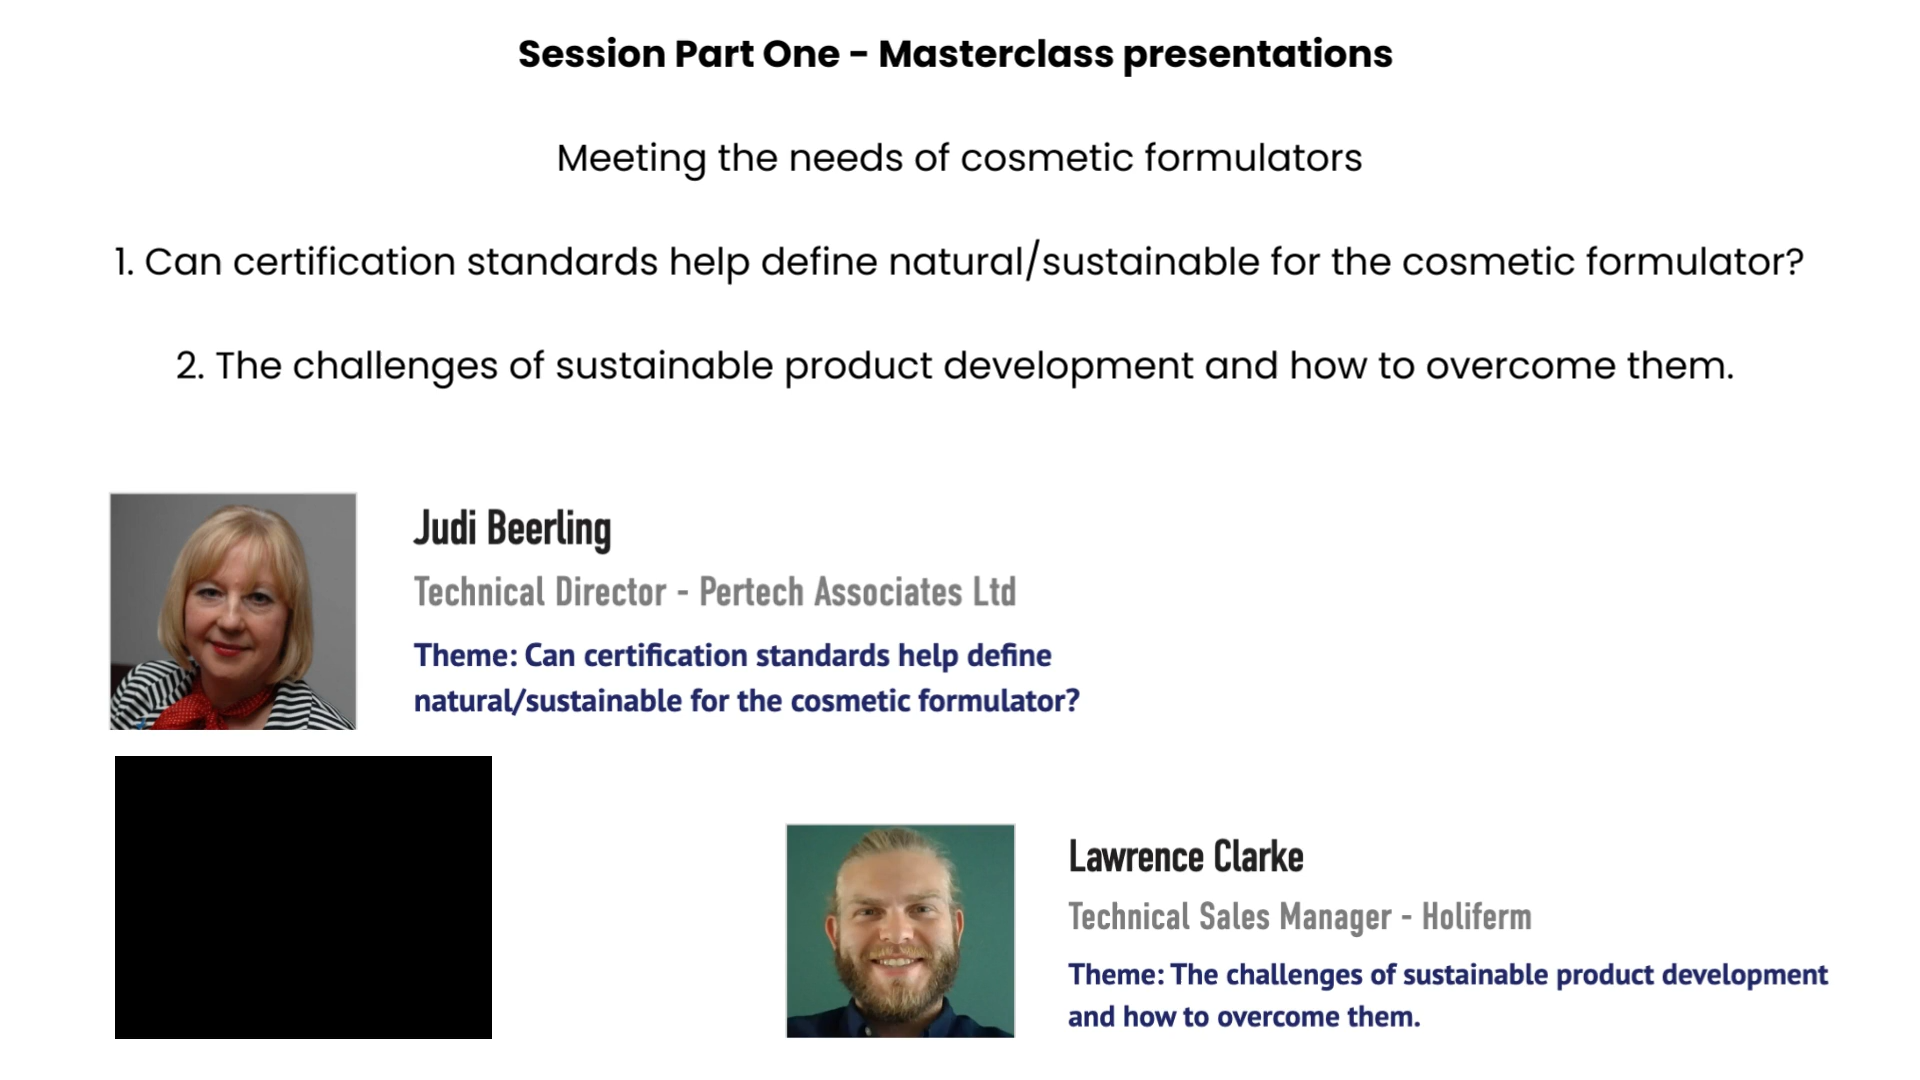 Session Part One - Masterclass presentations
Meeting the needs of cosmetic formulators
1. Can certification standards help define natural/sustainable for the cosmetic formulator?
2. The challenges of sustainable product development and how to overcome them.
Judi Beerling
Technical Director - Pertech Associates Ltd
Theme: Can certification standards help define
natural/sustainable for the cosmetic formulator?
Lawrence Clarke
Technical Sales Manager - Holiferm
Theme: The challenges of sustainable product development
and how to overcome them.